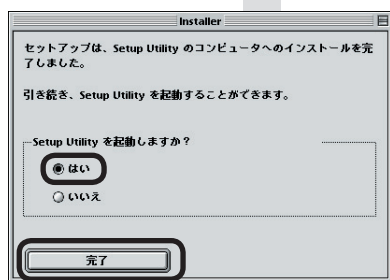 Installer
セットアップは、Setup Utility のコンピュータへのインストールを完
了しました。
引き続き、Setup Utility を起動することができます。
Setup Utility を起動しますか？
はい
いいえ
完了